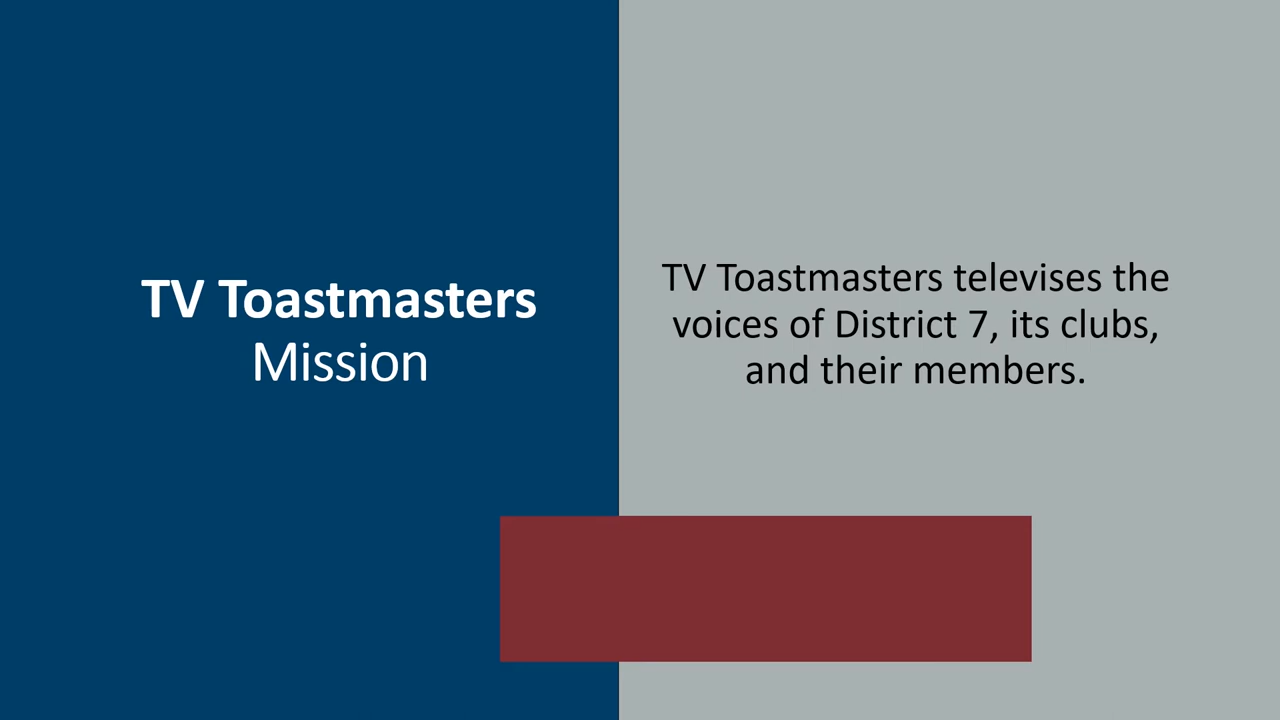 TV Toastmasters
Mission
TV Toastmasters televises the
voices of District 7, its clubs,
and their members.